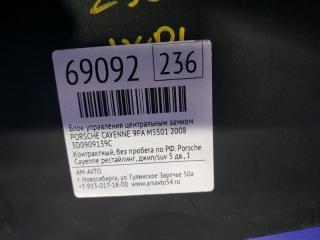 69092 236
Блок управления центральным замком
PORSCHE CAYENNE 9PA M5501 2008
3D0909139C
Контрактный, без пробега по РФ. Porsche
Cayenne рестайлинг, джип/suv 5 дв., 1
АМ-АВТО
г. Новосибирск, ул.Тулинское Заречье 50а
+7-913-017-18-00 www.amavto54.ru